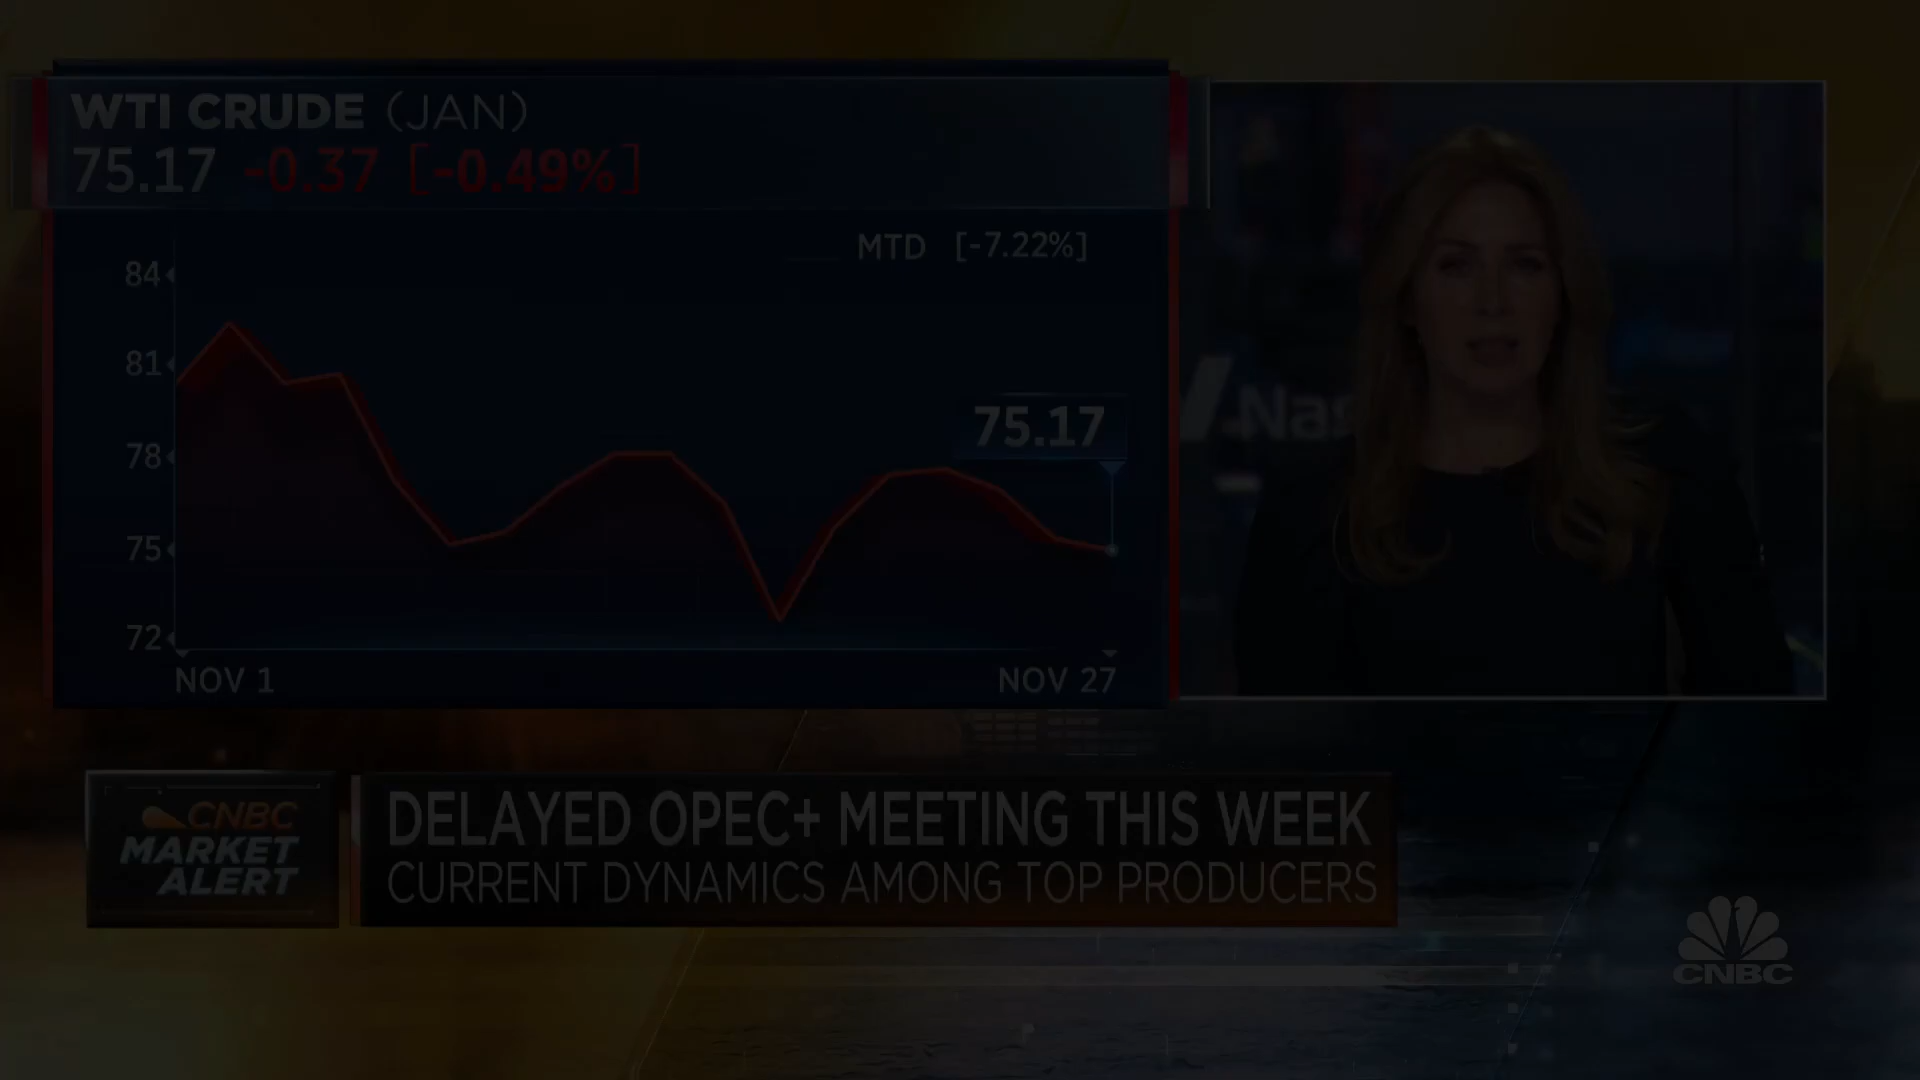 WTI CRUDE (JAN)
75.17 -0.37 [-0.49%]
MTD [-7.22%]
84
81
78
75
72
75.17
NOV 1
NOV 27
Nas
CNBC
MARKET
ALERT
DELAYED OPEC+ MEETING THIS WEEK
CURRENT DYNAMICS AMONG TOP PRODUCERS
CNBC